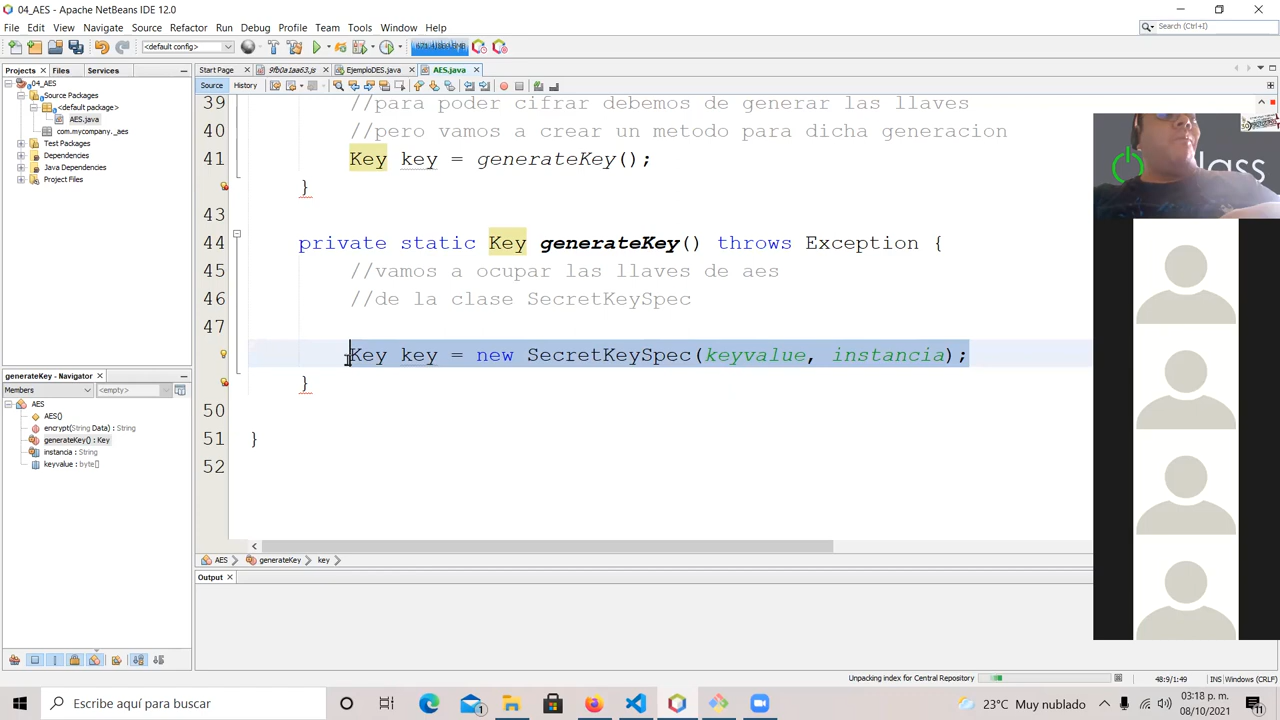 04_AES - Apache NetBeans IDE 12.0
File Edit View Navigate Source Refactor Run Debug Profile Team Tools Window Help
Search (Ctrl+I)
<default config>
Projects Files Services
Start Page 9fb0a1aa63.js EjemploDES.java AES.java
Source History
04_AES
Source Packages
<default package>
AES.java
com.mycompany._aes
Test Packages
Dependencies
Java Dependencies
Project Files
39 //para poder cifrar debemos de generar las llaves
40 //pero vamos a crear un metodo para dicha generacion
41 Key key = generateKey();
}
43
44 private static Key generateKey() throws Exception {
45 //vamos a ocupar las llaves de aes
46 //de la clase SecretKeySpec
47
Key key = new SecretKeySpec(keyvalue, instancia);
}
50
51 }
52
lass
generateKey - Navigator
Members <empty>
AES
AES()
encrypt(String Data) : String
generateKey() : Key
instancia : String
keyvalue : byte[]
AES generateKey key
Output
Unpacking index for Central Repository
48:9/1:49 INS Windows (CRLF)
Escribe aquí para buscar
1
23°C Muy nublado
03:18 p. m.
08/10/2021
11